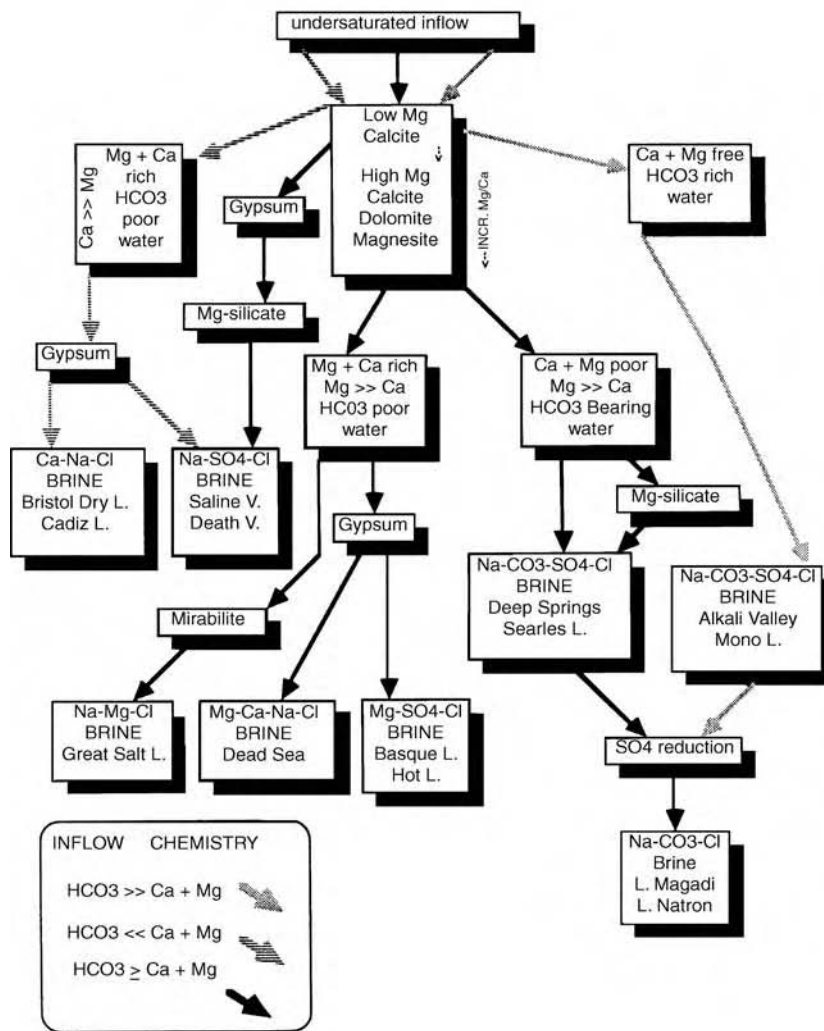 undersaturated inflow
Low Mg
Calcite
High Mg
Calcite
Dolomite
Magnesite
<-- INCR. Mg/Ca
Ca >> Mg
Mg + Ca
rich
HCO3
poor
water
Gypsum
Ca + Mg free
HCO3 rich
water
Mg-silicate
Gypsum
Mg + Ca rich
Mg >> Ca
HC03 poor
water
Ca + Mg poor
Mg >> Ca
HCO3 Bearing
water
Ca-Na-Cl
BRINE
Bristol Dry L.
Cadiz L.
Na-SO4-Cl
BRINE
Saline V.
Death V.
Gypsum
Mg-silicate
Na-CO3-SO4-Cl
BRINE
Deep Springs
Searles L.
Na-CO3-SO4-Cl
BRINE
Alkali Valley
Mono L.
Mirabilite
Na-Mg-Cl
BRINE
Great Salt L.
Mg-Ca-Na-Cl
BRINE
Dead Sea
Mg-SO4-Cl
BRINE
Basque L.
Hot L.
SO4 reduction
Na-CO3-Cl
Brine
L. Magadi
L. Natron
INFLOW CHEMISTRY
HCO3 >> Ca + Mg
HCO3 << Ca + Mg
HCO3 ≥ Ca + Mg